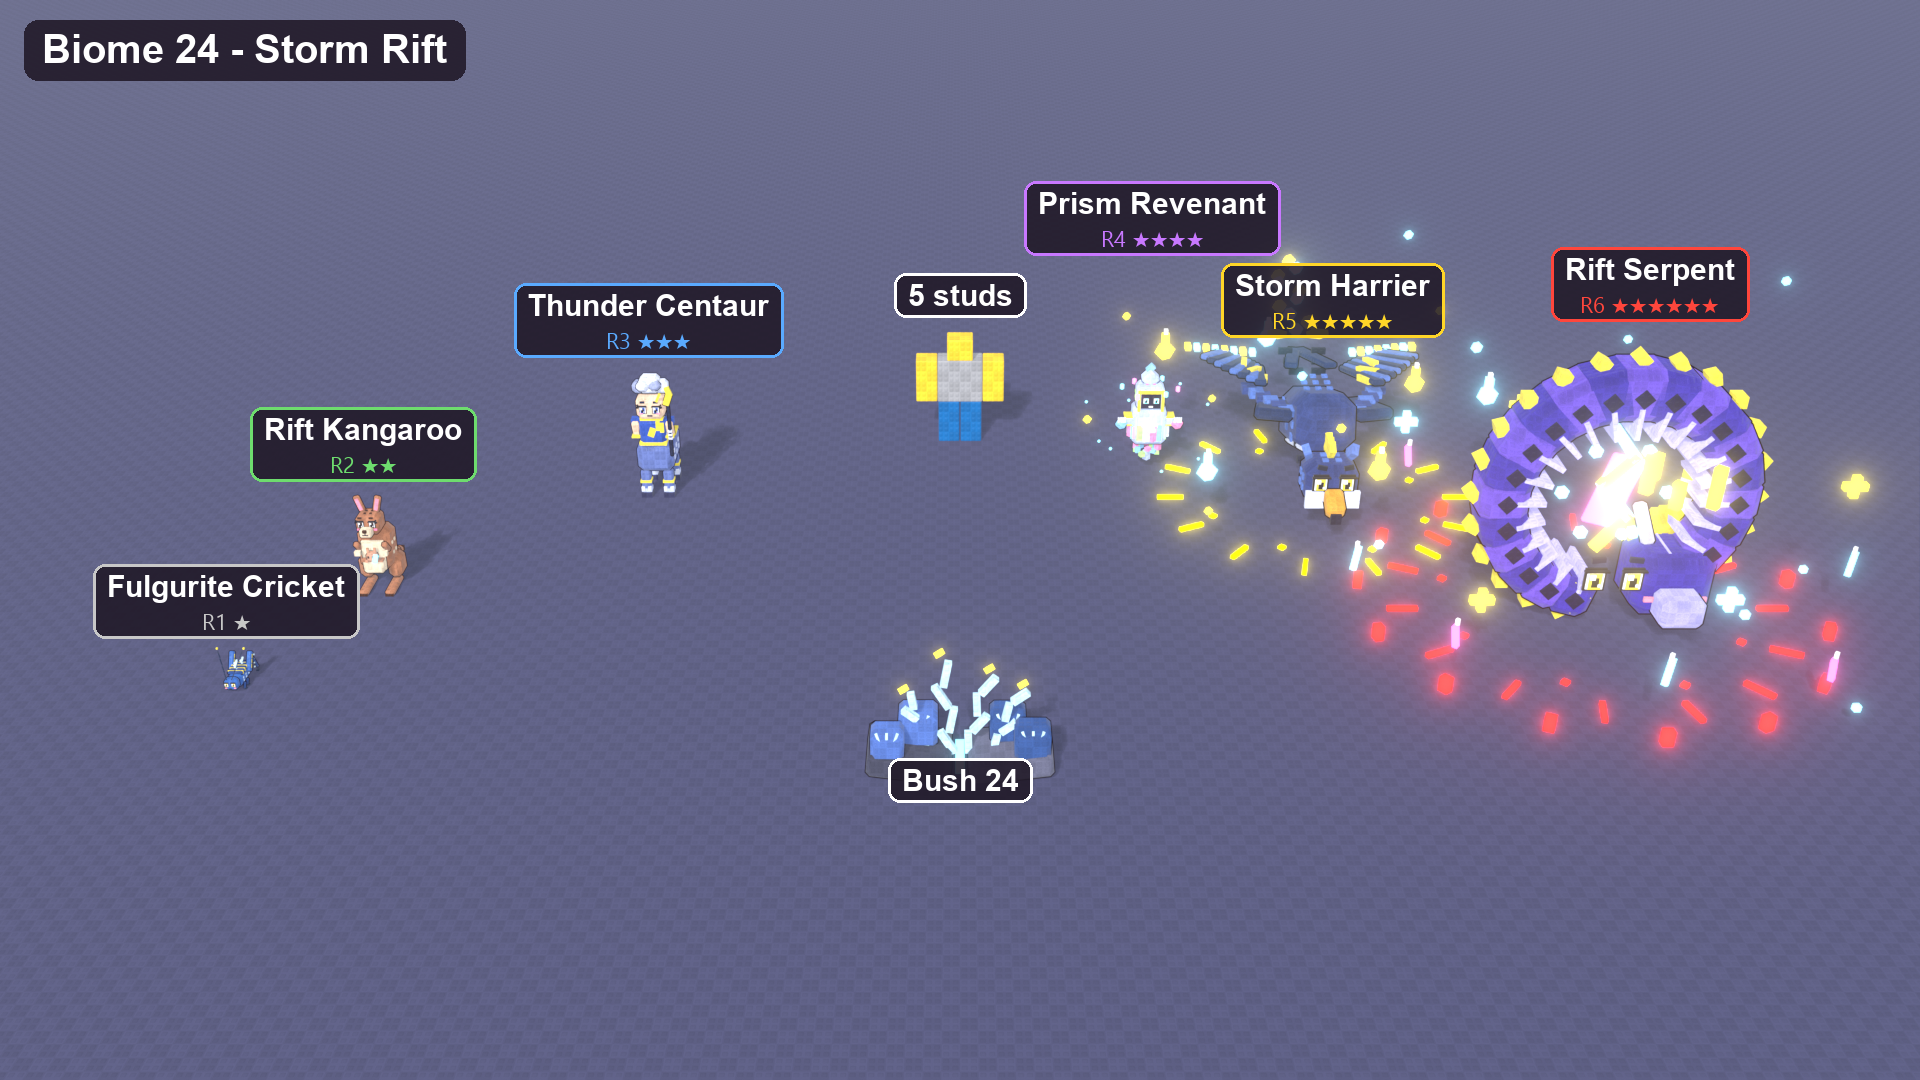 Biome 24 - Storm Rift
Prism Revenant
R4 ★★★★
Rift Serpent
R6 ★★★★★★
Storm Harrier
R5 ★★★★★
5 studs
Thunder Centaur
R3 ★★★
Rift Kangaroo
R2 ★★
Fulgurite Cricket
R1 ★
Bush 24